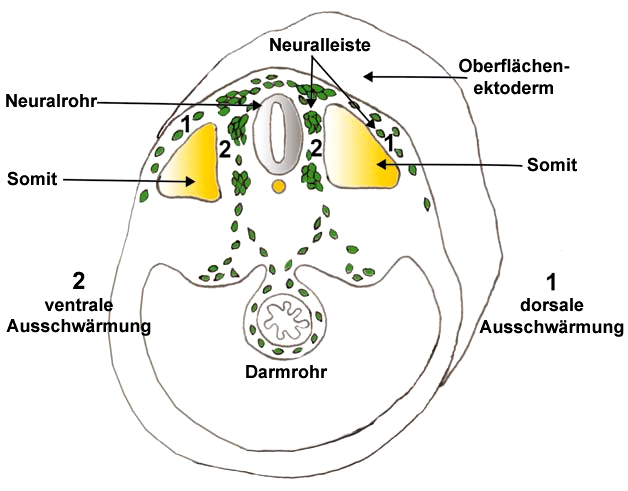 Neuralleiste
Oberflächen-
ektoderm
Neuralrohr
1
2
2
1
Somit
Somit
2
ventrale
Ausschwärmung
1
dorsale
Ausschwärmung
Darmrohr